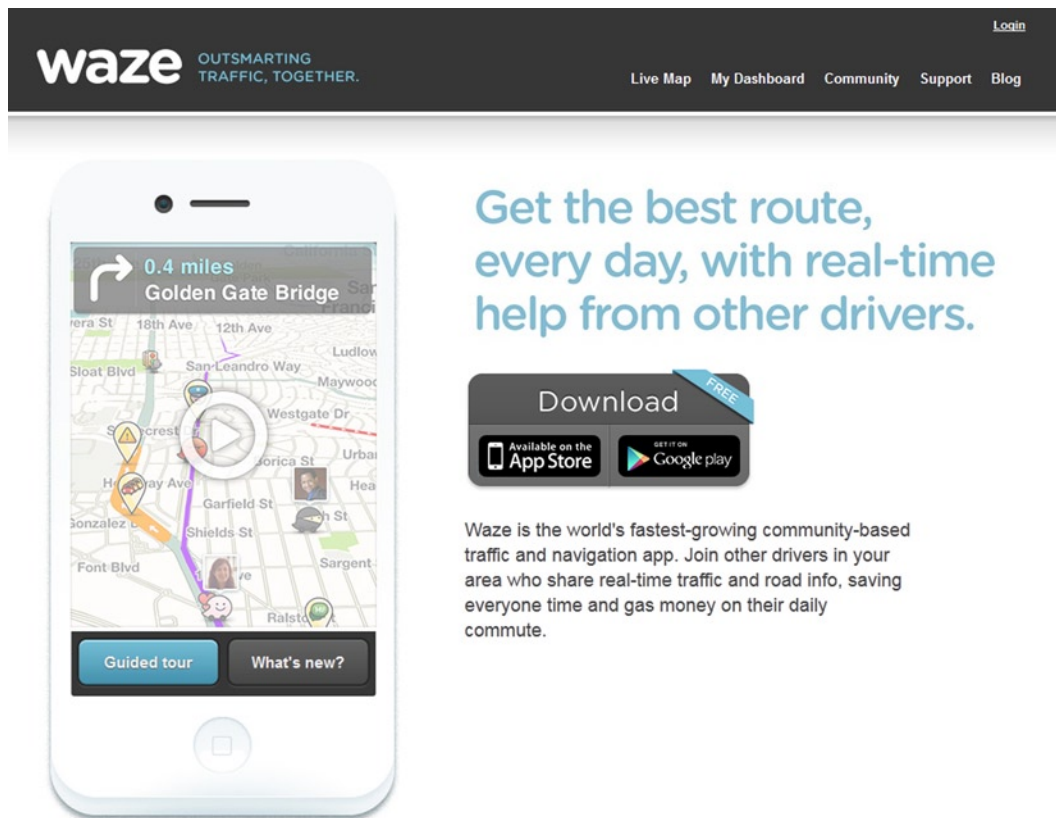 Login
waze
OUTSMARTING
TRAFFIC, TOGETHER.
Live Map My Dashboard Community Support Blog
0.4 miles
Golden Gate Bridge
18th Ave 12th Ave
Ludlow
Sloat Blvd
San Leandro Way
Maywood
Westgate Dr
Garfield St
Shields St
Font Blvd
Sargent
Guided tour What's new?
Get the best route,
every day, with real-time
help from other drivers.
Download
FREE
Available on the
App Store
GET IT ON
Google play
Waze is the world's fastest-growing community-based
traffic and navigation app. Join other drivers in your
area who share real-time traffic and road info, saving
everyone time and gas money on their daily
commute.